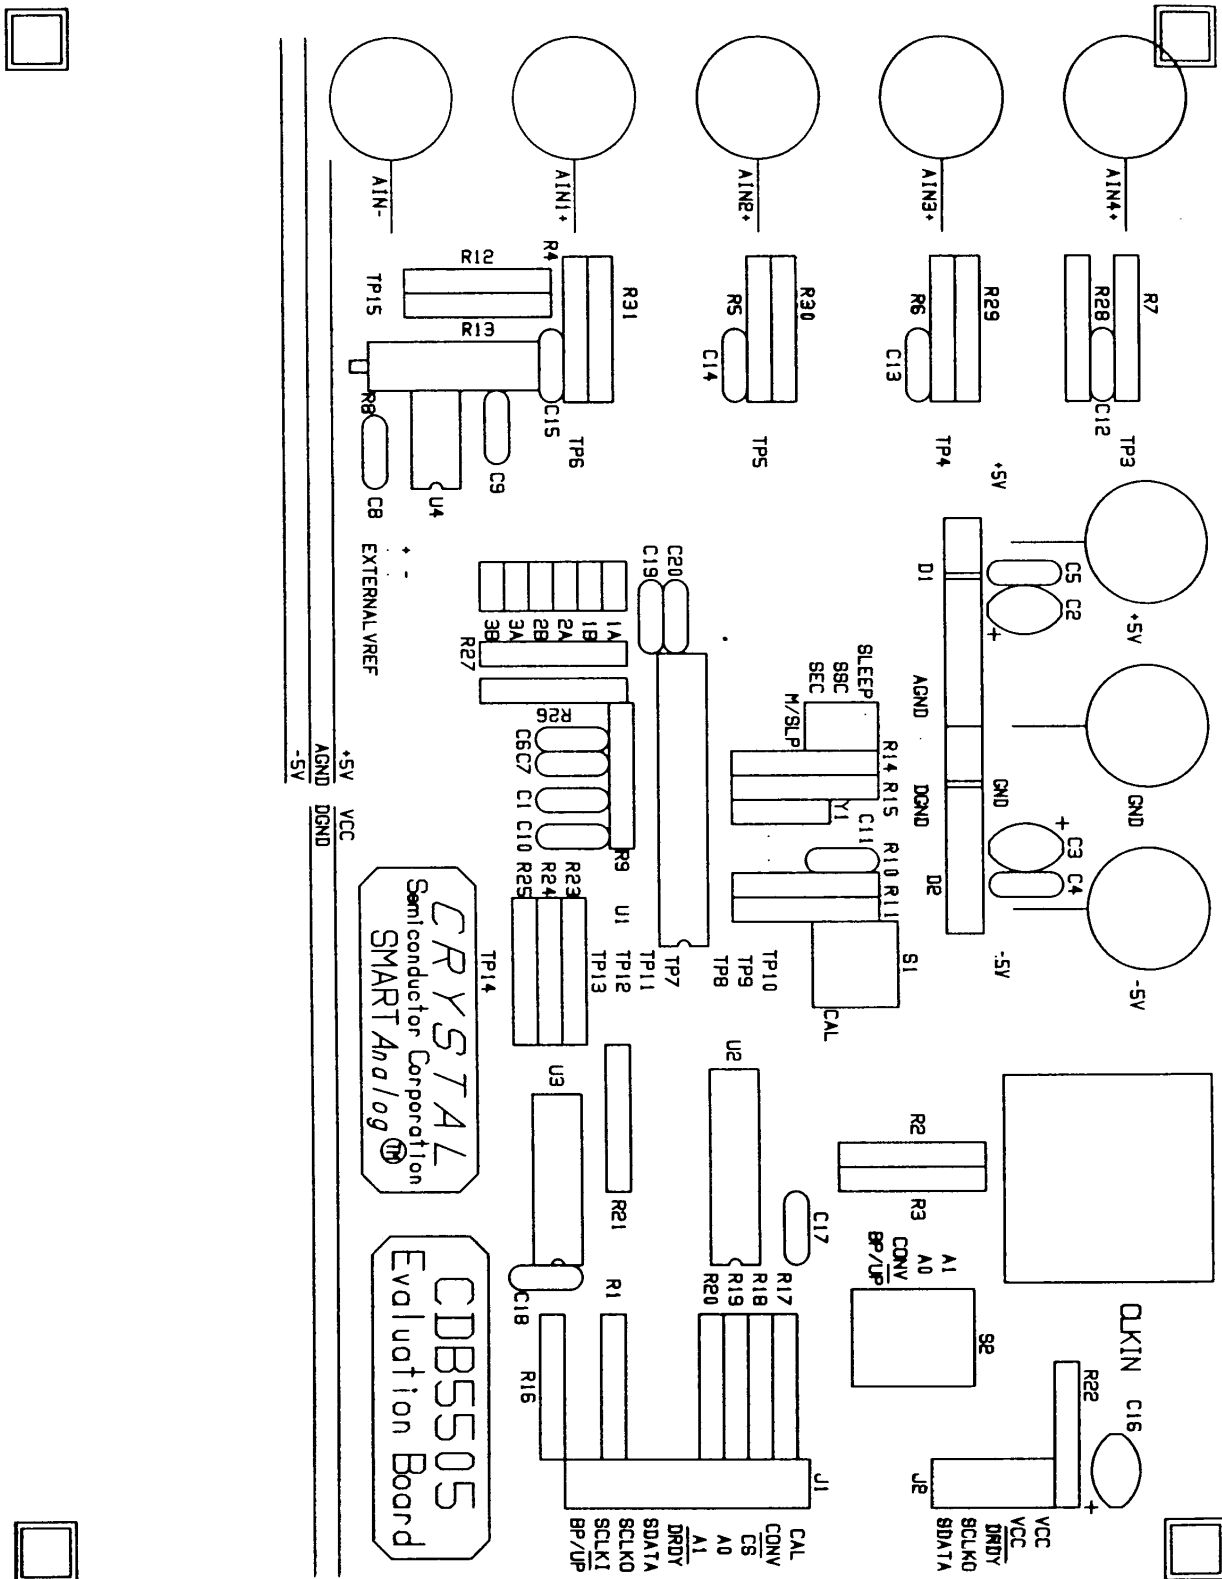 AIN-
AIN1+
AIN2+
AIN3+
AIN4+
R12
R4
R31
R5
R30
R6
R29
R28
R7
TP15
R13
C15
C14
C13
C12
R8
TP6
TP5
TP4
TP3
C8
U4
C9
+5V
+ -
EXTERNAL VREF
C19
C20
D1
C5
C2
+
+5V
3B
3A
2B
2A
1B
1A
R27
R26
SLEEP
SSC
SEC
M/SLP
AGND
C6
C7
C1
C10
R9
R14
R15
Y1
C11
R10
R11
DGND
GND
GND
+
C3
C4
D2
+5V
AGND
-5V
VCC
DGND
R25
R24
R23
U1
S1
CAL
-5V
-5V
TP14
TP13
TP12
TP11
TP7
TP8
TP9
TP10
CRYSTAL
Semiconductor Corporation
SMART Analog TM
U3
U2
R21
R2
R3
C17
A1
A0
CONV
BP/UP
C18
R1
R20
R19
R18
R17
S2
CLKIN
CDB5505
Evaluation Board
R16
R22
C16
+
J1
J2
CAL
CONV
CS
A0
A1
DRDY
SDATA
SCLKO
SCLKI
BP/UP
VCC
VCC
DRDY
SCLKO
SDATA